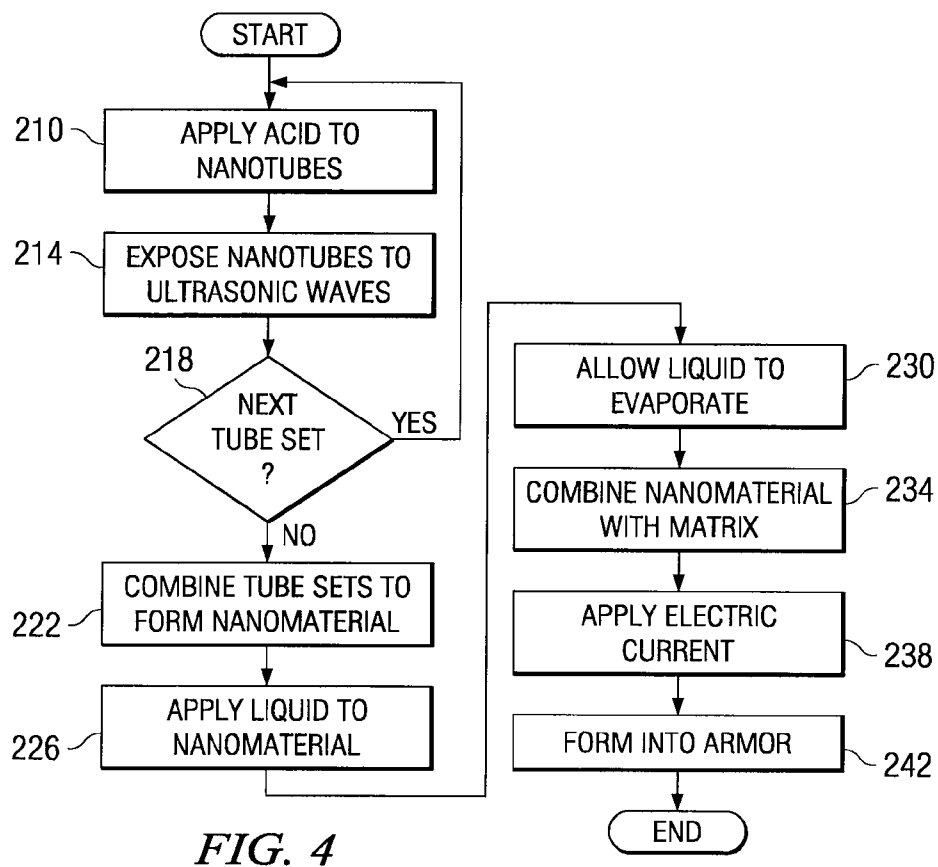 START
210
APPLY ACID TO
NANOTUBES
214
EXPOSE NANOTUBES TO
ULTRASONIC WAVES
218
NEXT
TUBE SET
?
YES
NO
222
COMBINE TUBE SETS TO
FORM NANOMATERIAL
226
APPLY LIQUID TO
NANOMATERIAL
ALLOW LIQUID TO
EVAPORATE
230
COMBINE NANOMATERIAL
WITH MATRIX
234
APPLY ELECTRIC
CURRENT
238
FORM INTO ARMOR
242
END
FIG. 4